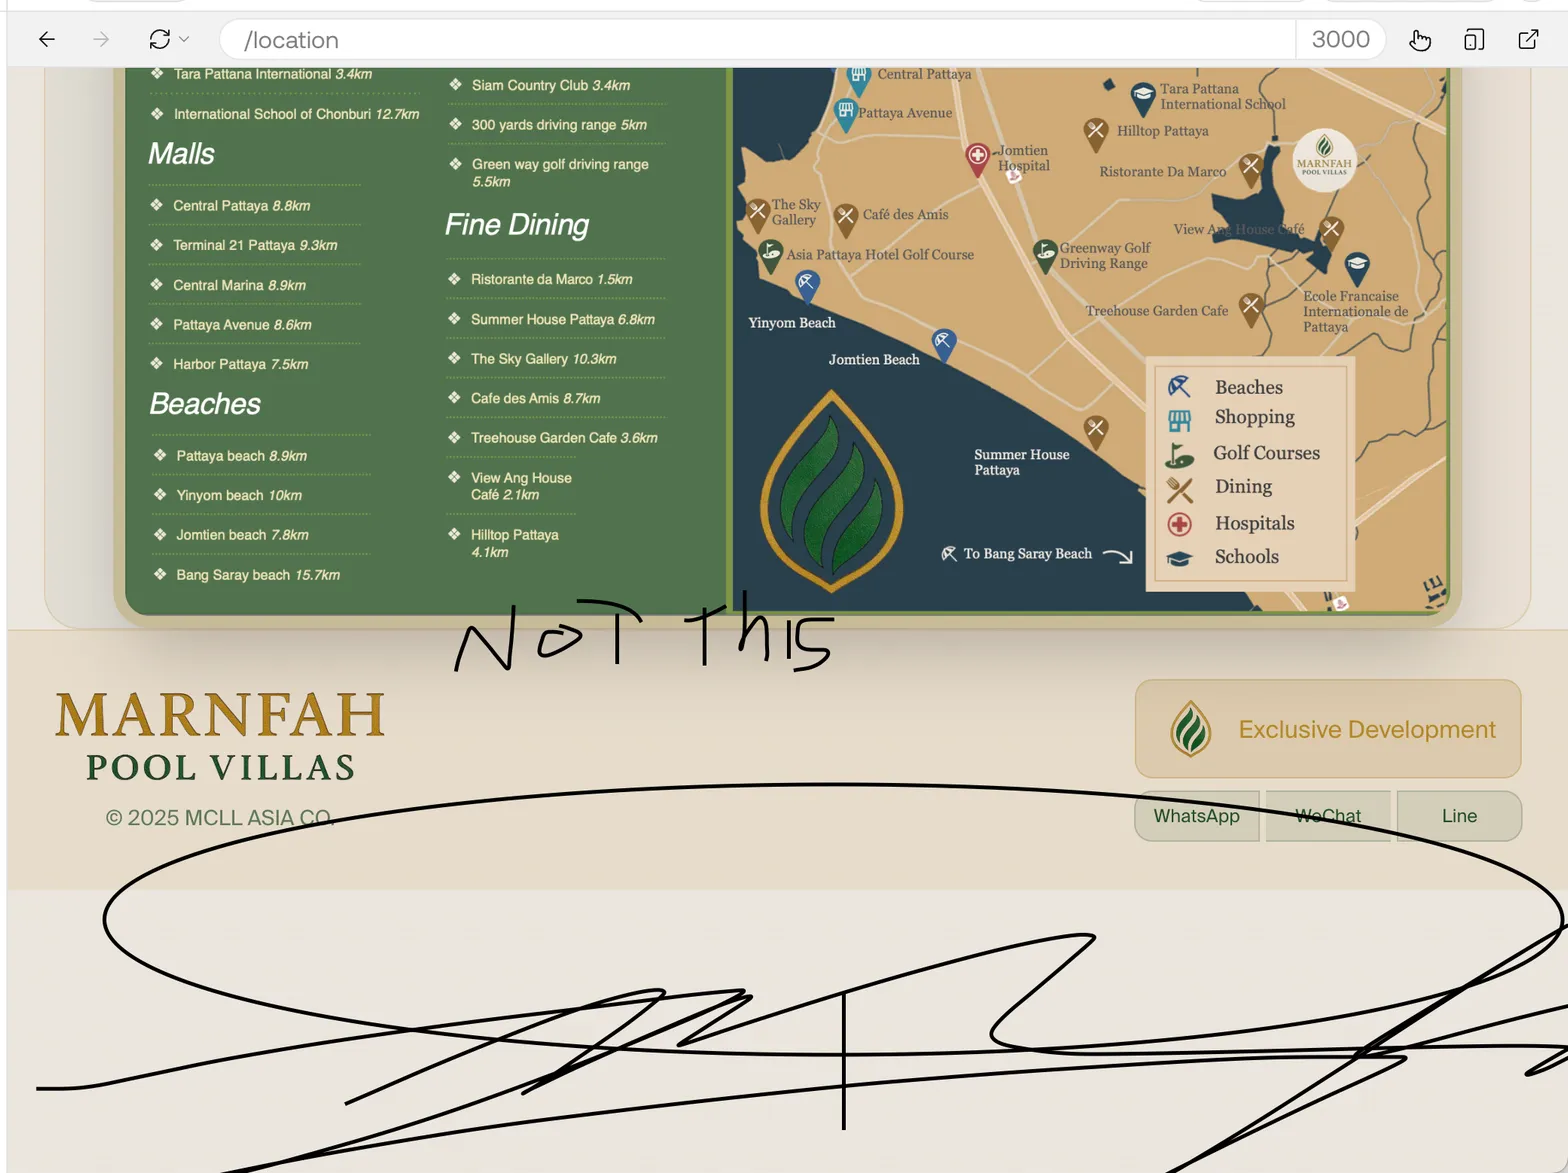 /location
3000
Tara Pattana International 3.4km
International School of Chonburi 12.7km
Malls
Central Pattaya 8.8km
Terminal 21 Pattaya 9.3km
Central Marina 8.9km
Pattaya Avenue 8.6km
Harbor Pattaya 7.5km
Beaches
Pattaya beach 8.9km
Yinyom beach 10km
Jomtien beach 7.8km
Bang Saray beach 15.7km
Siam Country Club 3.4km
300 yards driving range 5km
Green way golf driving range
5.5km
Fine Dining
Ristorante da Marco 1.5km
Summer House Pattaya 6.8km
The Sky Gallery 10.3km
Cafe des Amis 8.7km
Treehouse Garden Cafe 3.6km
View Ang House
Café 2.1km
Hilltop Pattaya
4.1km
Central Pattaya
Pattaya Avenue
Tara Pattana
International School
Hilltop Pattaya
Jomtien
Hospital
Ristorante Da Marco
MARNFAH
POOL VILLAS
The Sky
Gallery
Café des Amis
View Ang House Café
Asia Pattaya Hotel Golf Course
Greenway Golf
Driving Range
Ecole Francaise
Internationale de
Pattaya
Treehouse Garden Cafe
Yinyom Beach
Jomtien Beach
Summer House
Pattaya
To Bang Saray Beach
Beaches
Shopping
Golf Courses
Dining
Hospitals
Schools
NOT This
MARNFAH
POOL VILLAS
© 2025 MCLL ASIA CO.
Exclusive Development
WhatsApp
WeChat
Line